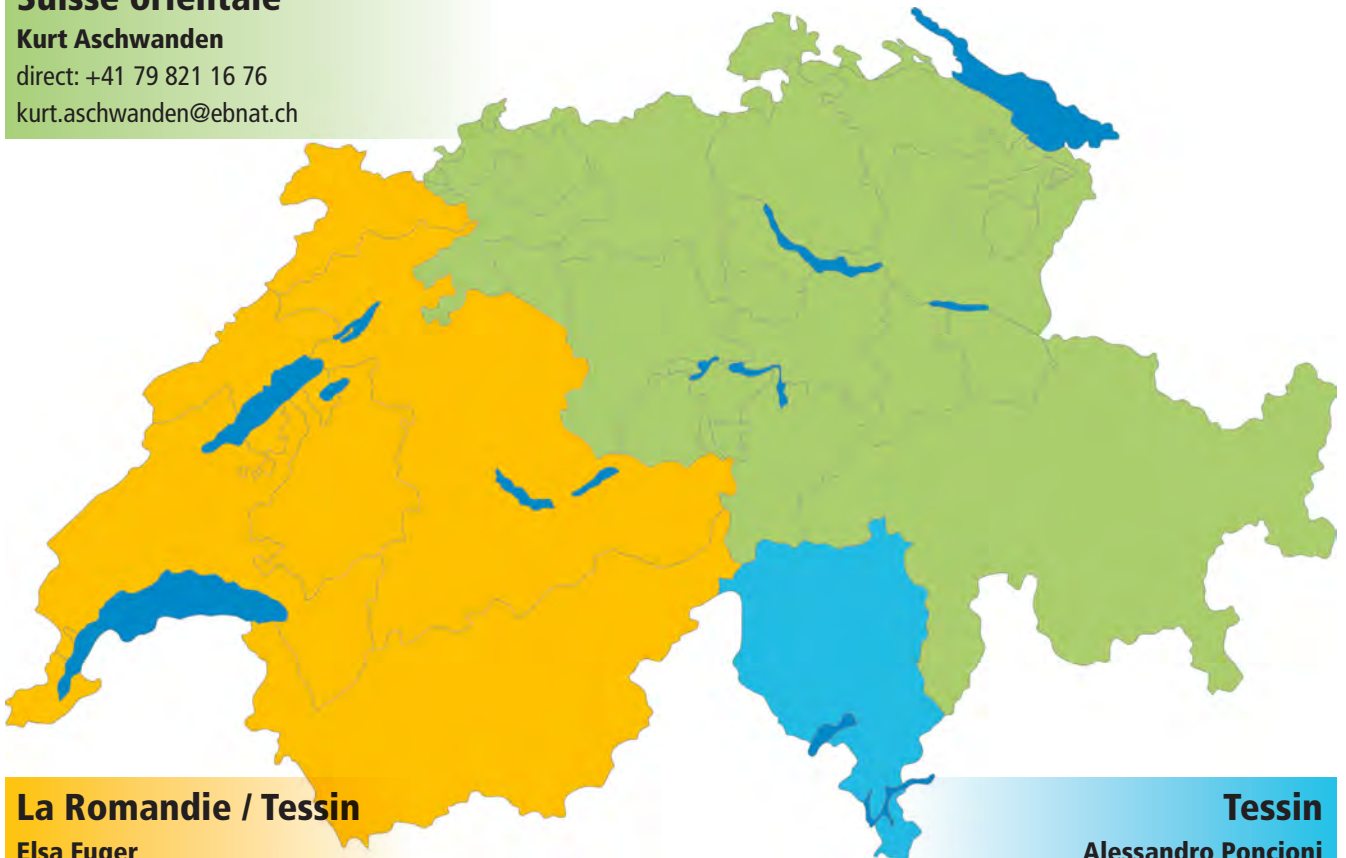 Suisse orientale
Kurt Aschwanden
direct: +41 79 821 16 76
kurt.aschwanden@ebnat.ch
La Romandie / Tessin
Elsa Fuger
Tessin
Alessandro Poncioni